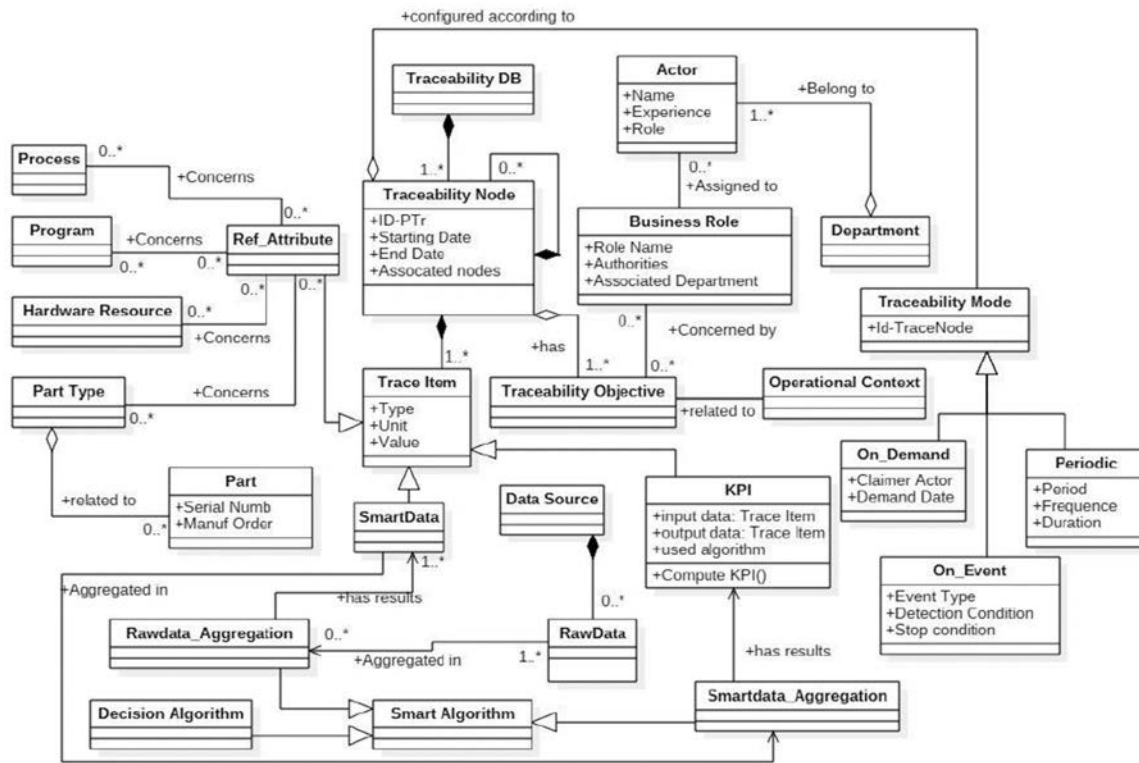 +configured according to
Traceability DB
Actor
+Name
+Experience
+Role
+Belong to
1..*
Process
0..*
+Concerns
0..*
1..*
0..*
0..*
+Assigned to
Traceability Node
+ID-PTr
+Starting Date
+End Date
+Assocated nodes
Program
+Concerns
0..*
0..*
Ref_Attribute
Business Role
+Role Name
+Authorities
+Associated Department
Department
Hardware Resource
0..*
0..*
0..*
0..*
+Concerns
Traceability Mode
+Id-TraceNode
+has
1..*
1..*
0..*
+Concerned by
0..*
Part Type
+Concerns
0..*
Trace Item
+Type
+Unit
+Value
Traceability Objective
+related to
Operational Context
On_Demand
+Claimer Actor
+Demand Date
Periodic
+Period
+Frequence
+Duration
+related to
0..*
Part
+Serial Numb
+Manuf Order
SmartData
Data Source
KPI
+input data: Trace Item
+output data: Trace Item
+used algorithm
+Compute KPI()
On_Event
+Event Type
+Detection Condition
+Stop condition
+Aggregated in
1..*
+has results
0..*
Rawdata_Aggregation
0..*
+Aggregated in
1..*
RawData
+has results
Decision Algorithm
Smart Algorithm
Smartdata_Aggregation